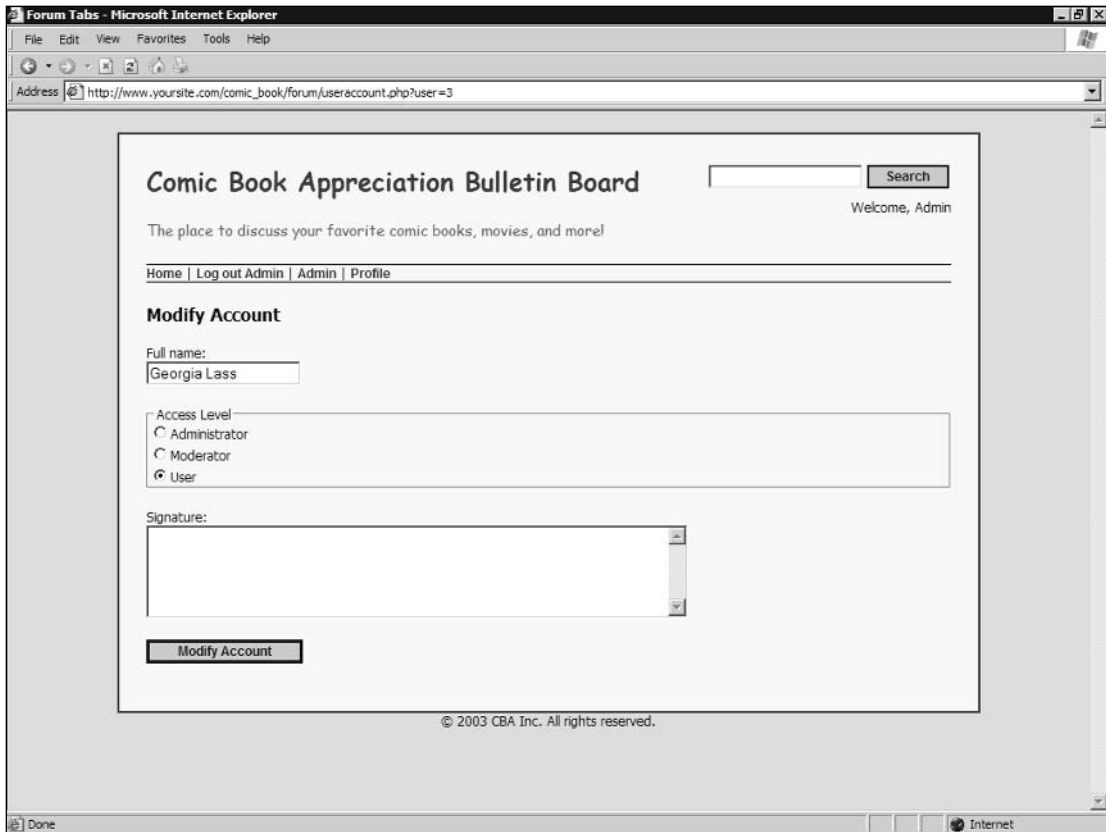 Forum Tabs - Microsoft Internet Explorer
File Edit View Favorites Tools Help
Address http://www.yoursite.com/comic_book/forum/useraccount.php?user=3
Comic Book Appreciation Bulletin Board
Search
Welcome, Admin
The place to discuss your favorite comic books, movies, and more!
Home | Log out Admin | Admin | Profile
Modify Account
Full name:
Georgia Lass
Access Level
Administrator
Moderator
User
Signature:
Modify Account
© 2003 CBA Inc. All rights reserved.
Done
Internet